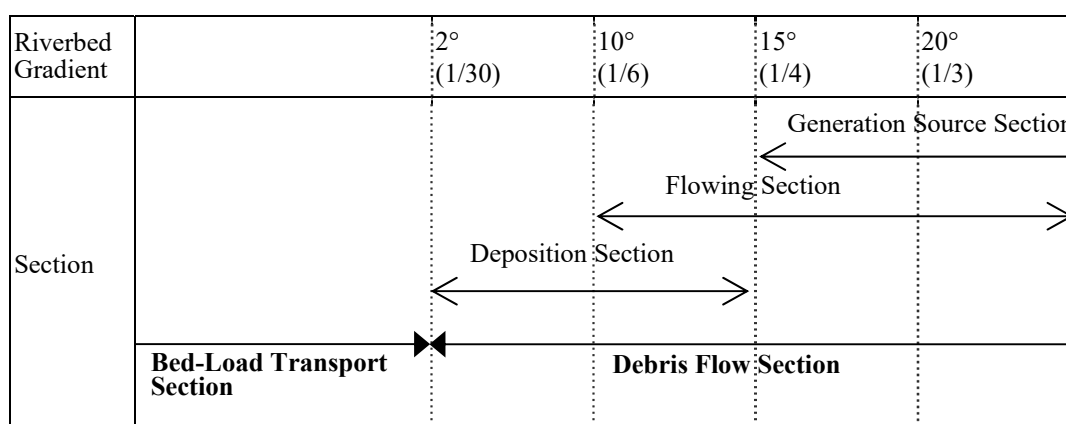 Riverbed
Gradient
2°
(1/30)
10°
(1/6)
15°
(1/4)
20°
(1/3)
Section
Generation Source Section
Flowing Section
Deposition Section
Bed-Load Transport
Section
Debris Flow Section